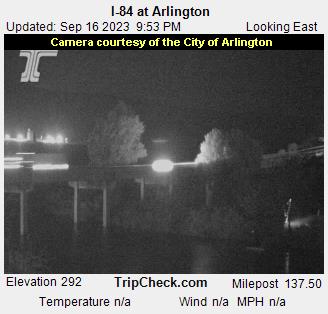 I-84 at Arlington
Updated: Sep 16 2023 9:53 PM Looking East
Camera courtesy of the City of Arlington
Elevation 292 TripCheck.com Milepost 137.50
Temperature n/a Wind n/a MPH n/a